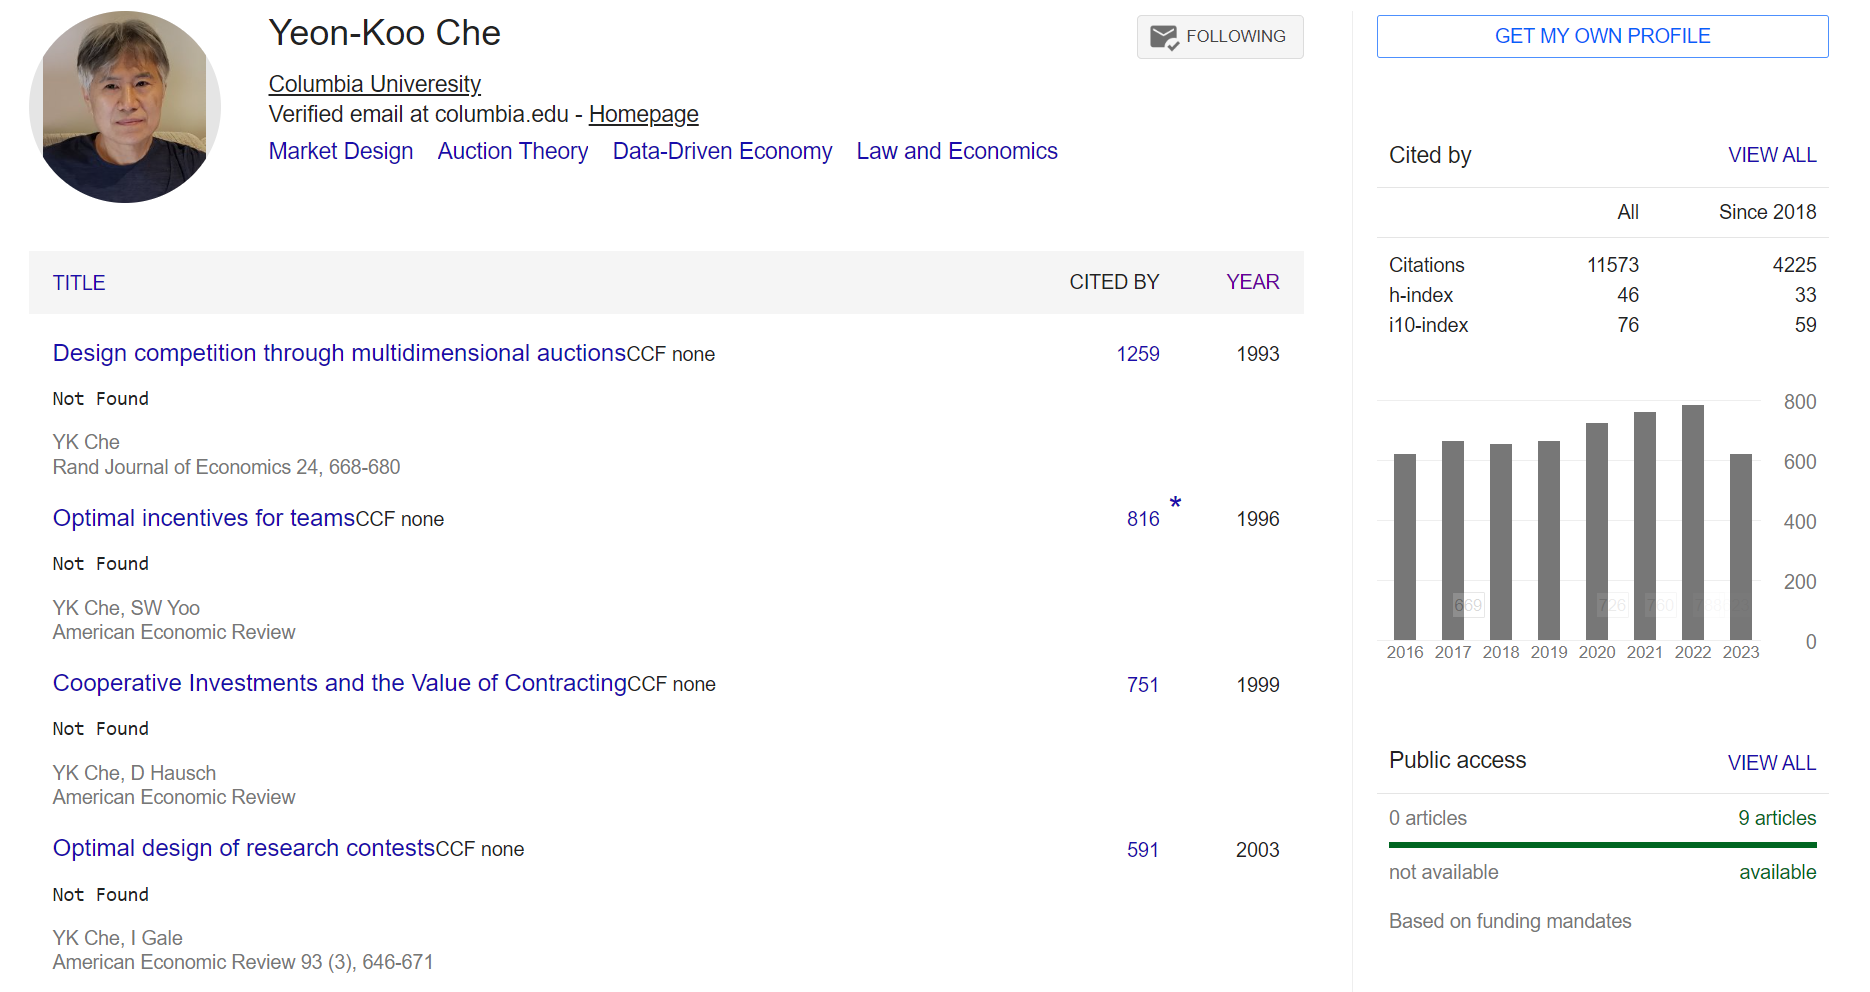 Yeon-Koo Che
FOLLOWING
Columbia Univeresity
Verified email at columbia.edu - Homepage
Market Design Auction Theory Data-Driven Economy Law and Economics
TITLE CITED BY YEAR
Design competition through multidimensional auctionsCCF none 1259 1993
Not Found
YK Che
Rand Journal of Economics 24, 668-680
Optimal incentives for teamsCCF none 816 * 1996
Not Found
YK Che, SW Yoo
American Economic Review
Cooperative Investments and the Value of ContractingCCF none 751 1999
Not Found
YK Che, D Hausch
American Economic Review
Optimal design of research contestsCCF none 591 2003
Not Found
YK Che, I Gale
American Economic Review 93 (3), 646-671
GET MY OWN PROFILE
Cited by VIEW ALL
All Since 2018
Citations 11573 4225
h-index 46 33
i10-index 76 59
800
600
400
200
0
669 726 760
2016 2017 2018 2019 2020 2021 2022 2023
Public access VIEW ALL
0 articles 9 articles
not available available
Based on funding mandates